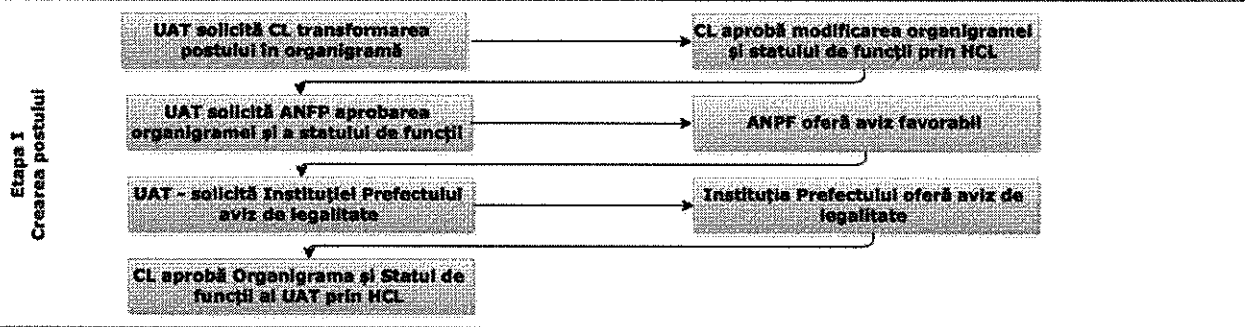 Etapa I
Crearea postului
UAT solicită CL transformarea
postului în organigramă
CL aprobă modificarea organigramei
și statului de funcții prin HCL
UAT solicită ANFP aprobarea
organigramei și a statului de funcții
ANPF oferă aviz favorabil
UAT - solicită Instituției Prefectului
aviz de legalitate
Instituția Prefectului oferă aviz de
legalitate
CL aprobă Organigrama și Statul de
funcții al UAT prin HCL